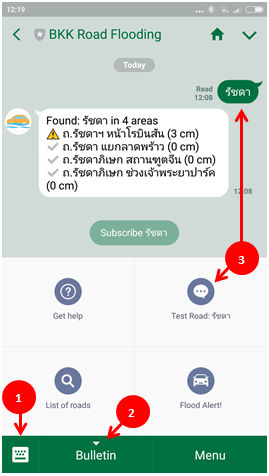 12:19
BKK Road Flooding
Today
Read
12:08
รัชดา
Found: รัชดา in 4 areas
ถ.รัชดาฯ หน้าโรบินสัน (3 cm)
ถ.รัชดา แยกลาดพร้าว (0 cm)
ถ.รัชดาภิเษก สถานฑูตจีน (0 cm)
ถ.รัชดาภิเษก ช่วงเจ้าพระยาปาร์ค
(0 cm)
12:08
Subscribe รัชดา
3
Get help
Test Road: รัชดา
1
2
List of roads
Flood Alert!
Bulletin
Menu